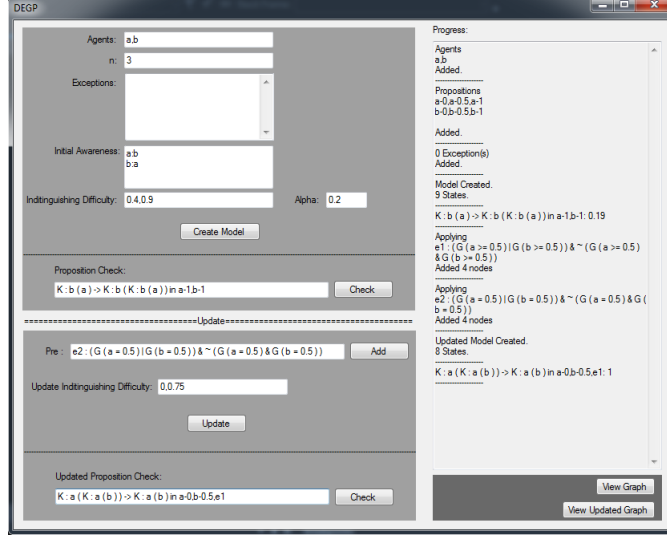 DEGP
Agents: a,b
n: 3
Exceptions:
Initial Awareness: a:b
b:a
Inditinguishing Difficulty: 0.4,0.9 Alpha: 0.2
Create Model
Proposition Check:
K : b ( a ) -> K : b ( K : b ( a ) ) in a-1,b-1 Check
==================================Update=======================================
Pre : e2 : ( G ( a = 0.5 ) | G ( b = 0.5 ) ) & ~ ( G ( a = 0.5 ) & G ( b = 0.5 ) ) Add
Update Inditinguishing Difficulty: 0,0.75
Update
Updated Proposition Check:
K : a ( K : a ( b ) ) -> K : a ( b ) in a-0,b-0.5,e1 Check
Progress:
Agents
a,b
Added.
--------------------
Propositions
a-0,a-0.5,a-1
b-0,b-0.5,b-1
Added.
--------------------
0 Exception(s)
Added.
--------------------
Model Created.
9 States.
--------------------
K : b ( a ) -> K : b ( K : b ( a ) ) in a-1,b-1: 0.19
--------------------
Applying
e1 : ( G ( a >= 0.5 ) | G ( b >= 0.5 ) ) & ~ ( G ( a >= 0.5 )
& G ( b >= 0.5 ) )
Added 4 nodes
--------------------
Applying
e2 : ( G ( a = 0.5 ) | G ( b = 0.5 ) ) & ~ ( G ( a = 0.5 ) & G (
b = 0.5 ) )
Added 4 nodes
--------------------
Updated Model Created.
8 States.
--------------------
K : a ( K : a ( b ) ) -> K : a ( b ) in a-0,b-0.5,e1: 1
--------------------
View Graph
View Updated Graph